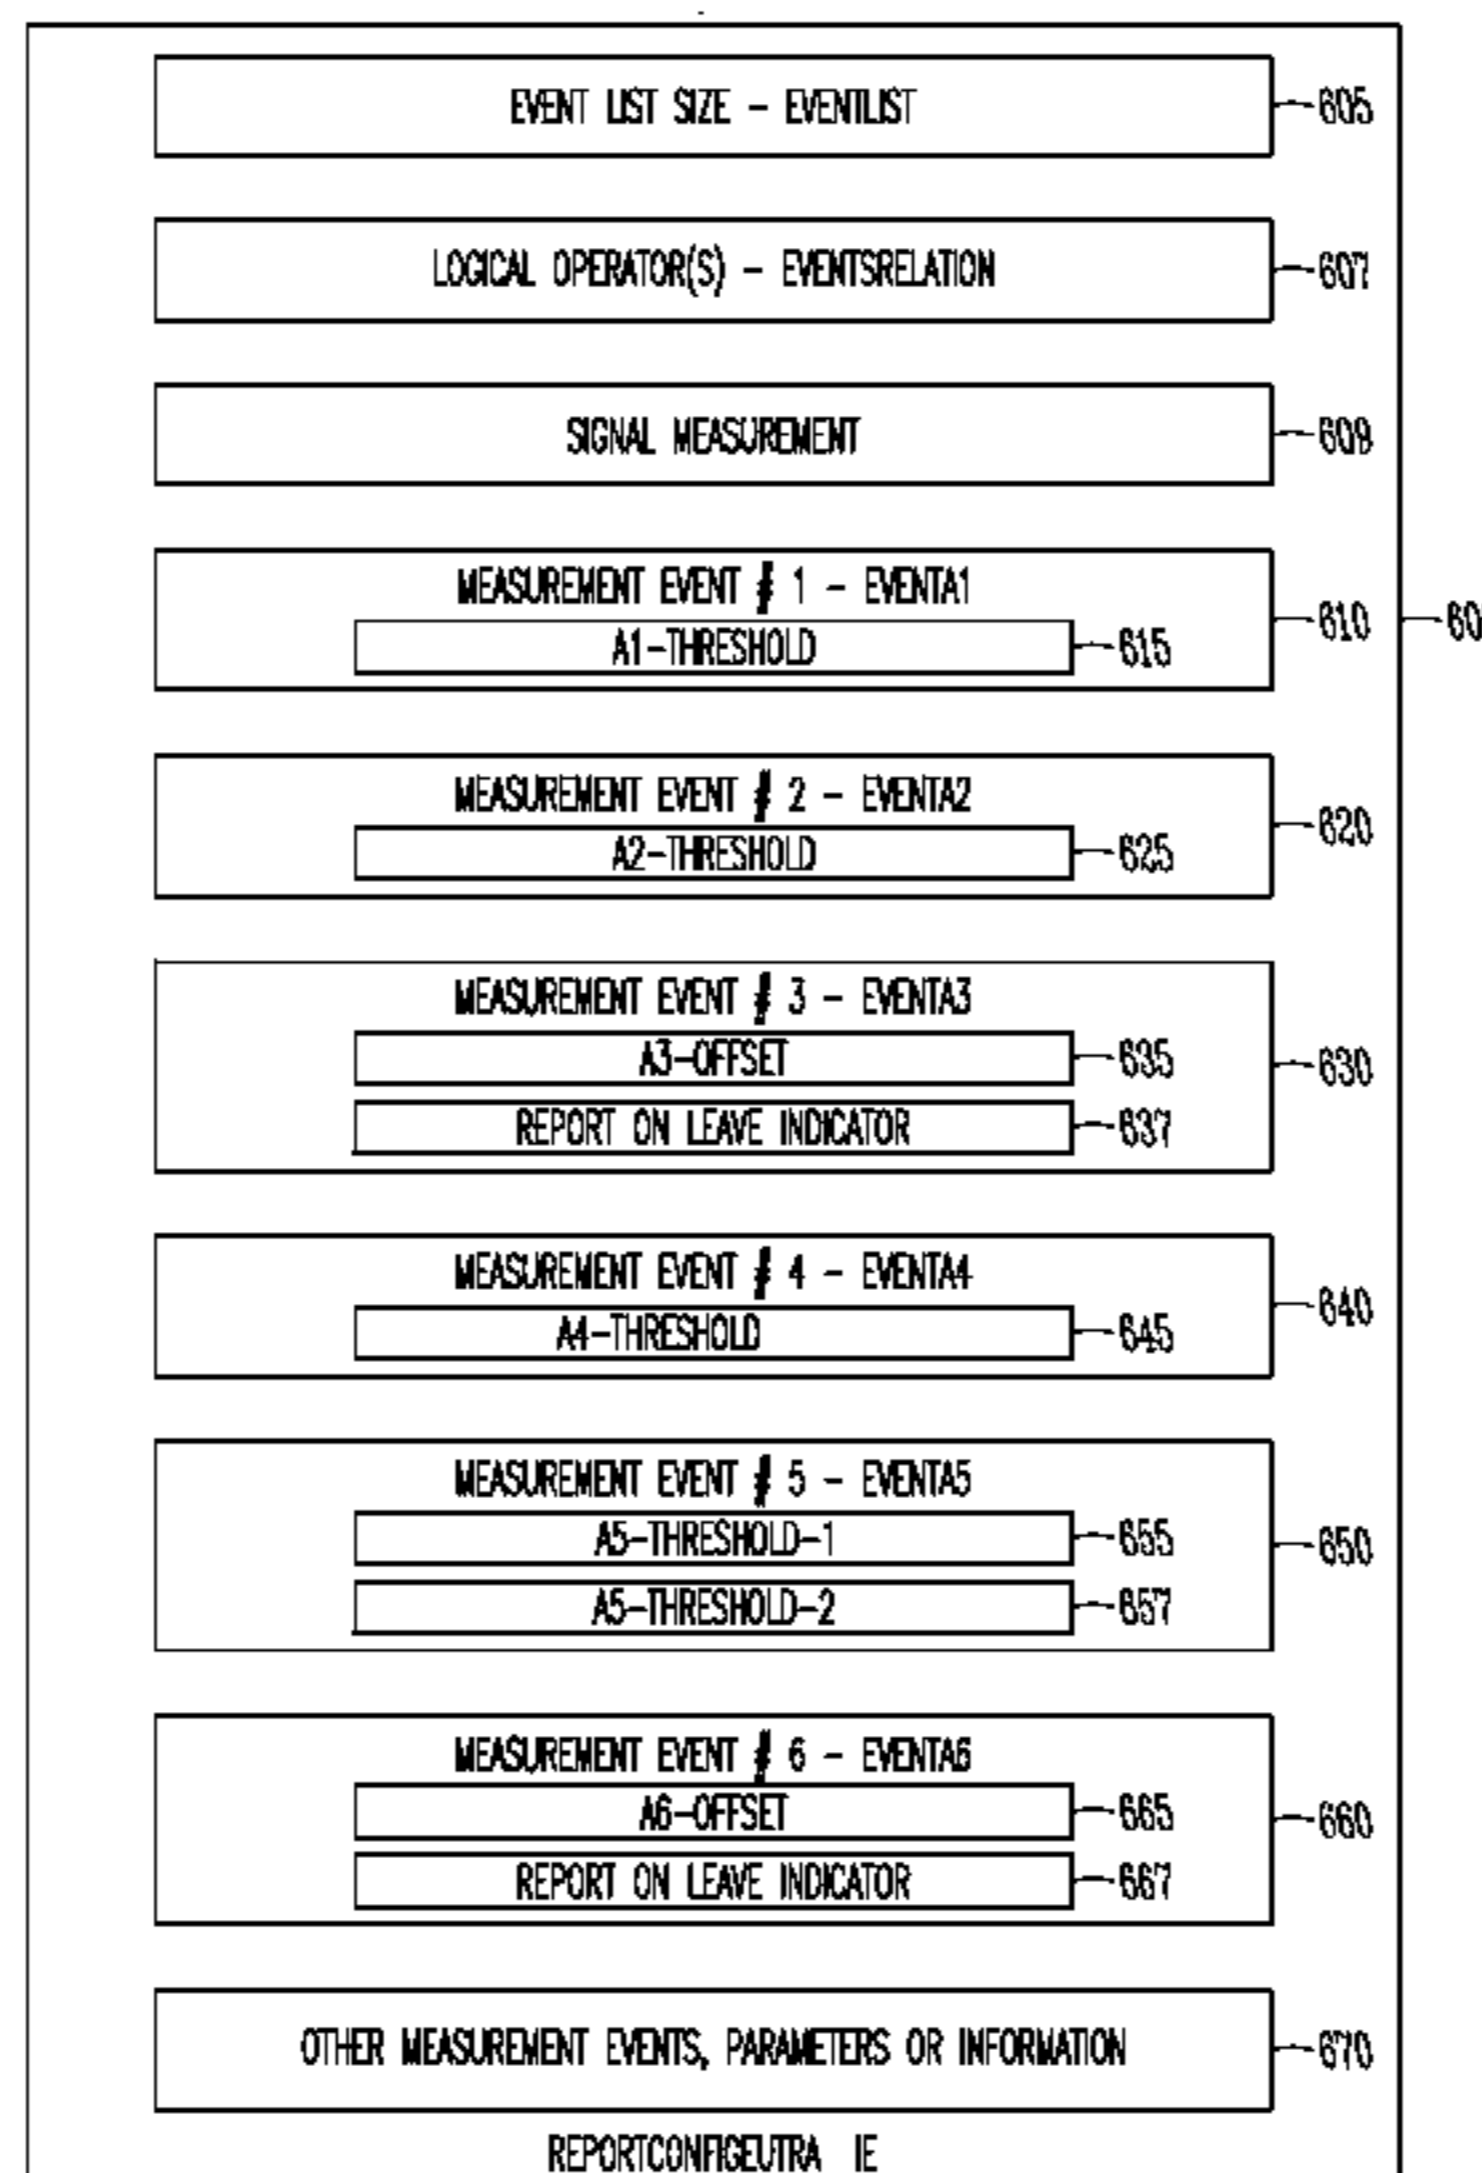 EVENT LIST SIZE - EVENTLIST 605
LOGICAL OPERATOR(S) - EVENTSRELATION 607
SIGNAL MEASUREMENT 609
MEASUREMENT EVENT # 1 - EVENTA1 610
A1-THRESHOLD 615
60
MEASUREMENT EVENT # 2 - EVENTA2 620
A2-THRESHOLD 625
MEASUREMENT EVENT # 3 - EVENTA3 630
A3-OFFSET 635
REPORT ON LEAVE INDICATOR 637
MEASUREMENT EVENT # 4 - EVENTA4 640
A4-THRESHOLD 645
MEASUREMENT EVENT # 5 - EVENTA5 650
A5-THRESHOLD-1 655
A5-THRESHOLD-2 657
MEASUREMENT EVENT # 6 - EVENTA6 660
A6-OFFSET 665
REPORT ON LEAVE INDICATOR 667
OTHER MEASUREMENT EVENTS, PARAMETERS OR INFORMATION 670
REPORTCONFIGEUTRA IE